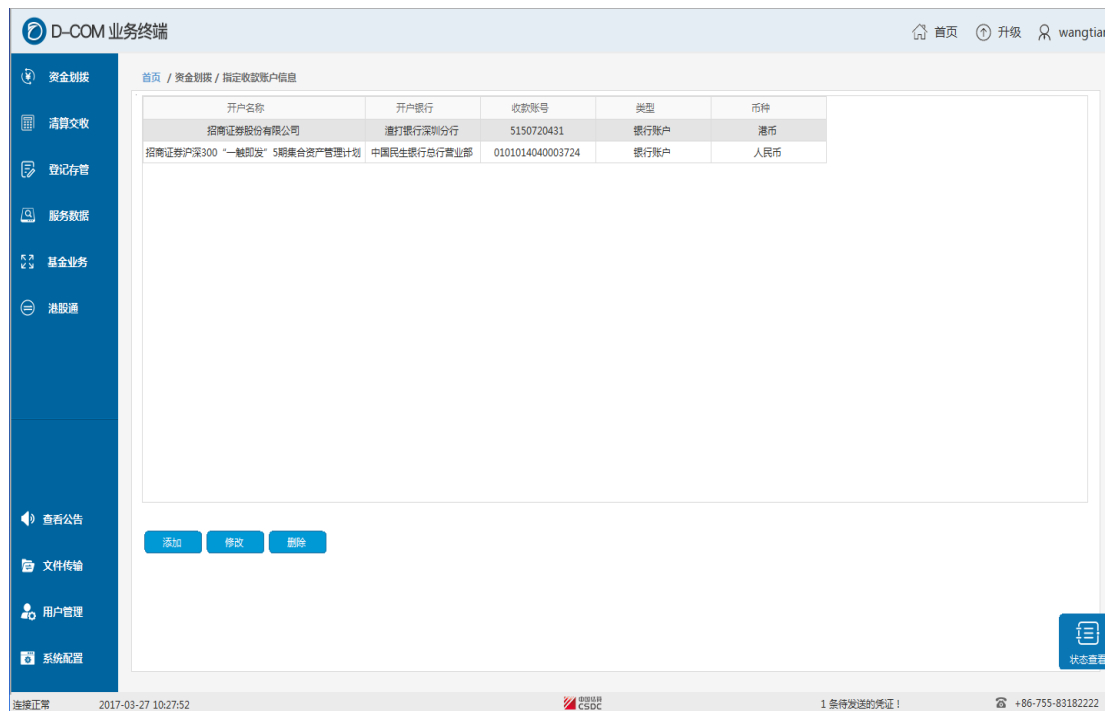 D-COM 业务终端 首页 升级 wangtian
资金划拨
清算交收
登记存管
服务数据
基金业务
港股通
查看公告
文件传输
用户管理
系统配置
首页 / 资金划拨 / 指定收款账户信息
开户名称 开户银行 收款账号 类型 币种
招商证券股份有限公司 渣打银行深圳分行 5150720431 银行账户 港币
招商证券沪深300“一触即发”5期集合资产管理计划 中国民生银行总行营业部 0101014040003724 银行账户 人民币
添加 修改 删除
状态查看
连接正常 2017-03-27 10:27:52 中国结算 CSDC 1 条待发送的凭证！ +86-755-83182222